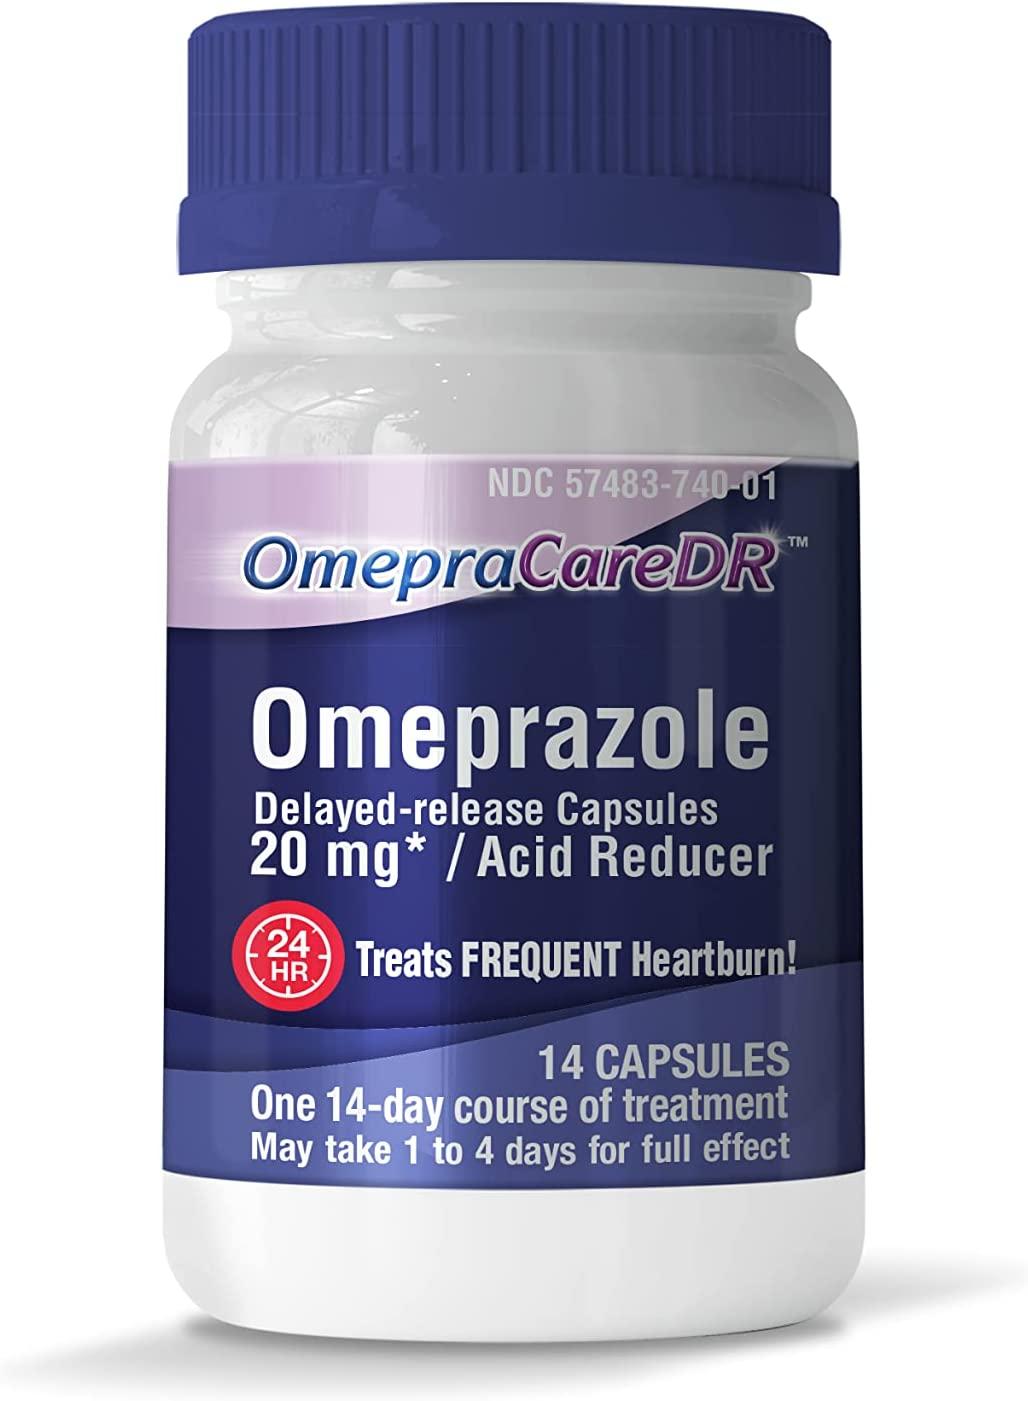 NDC 57483-740-01
OmepraCareDR™
Omeprazole
Delayed-release Capsules
20 mg* / Acid Reducer
24
HR
Treats FREQUENT Heartburn!
14 CAPSULES
One 14-day course of treatment
May take 1 to 4 days for full effect